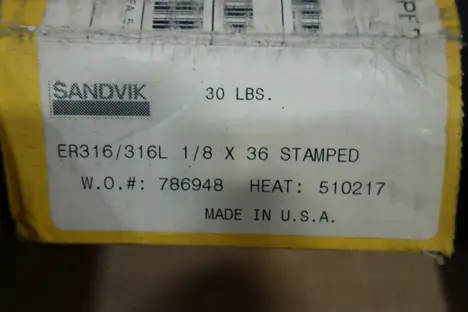 SANDVIK
30 LBS.
ER316/316L 1/8 X 36 STAMPED
W.O.#: 786948 HEAT: 510217
MADE IN U.S.A.